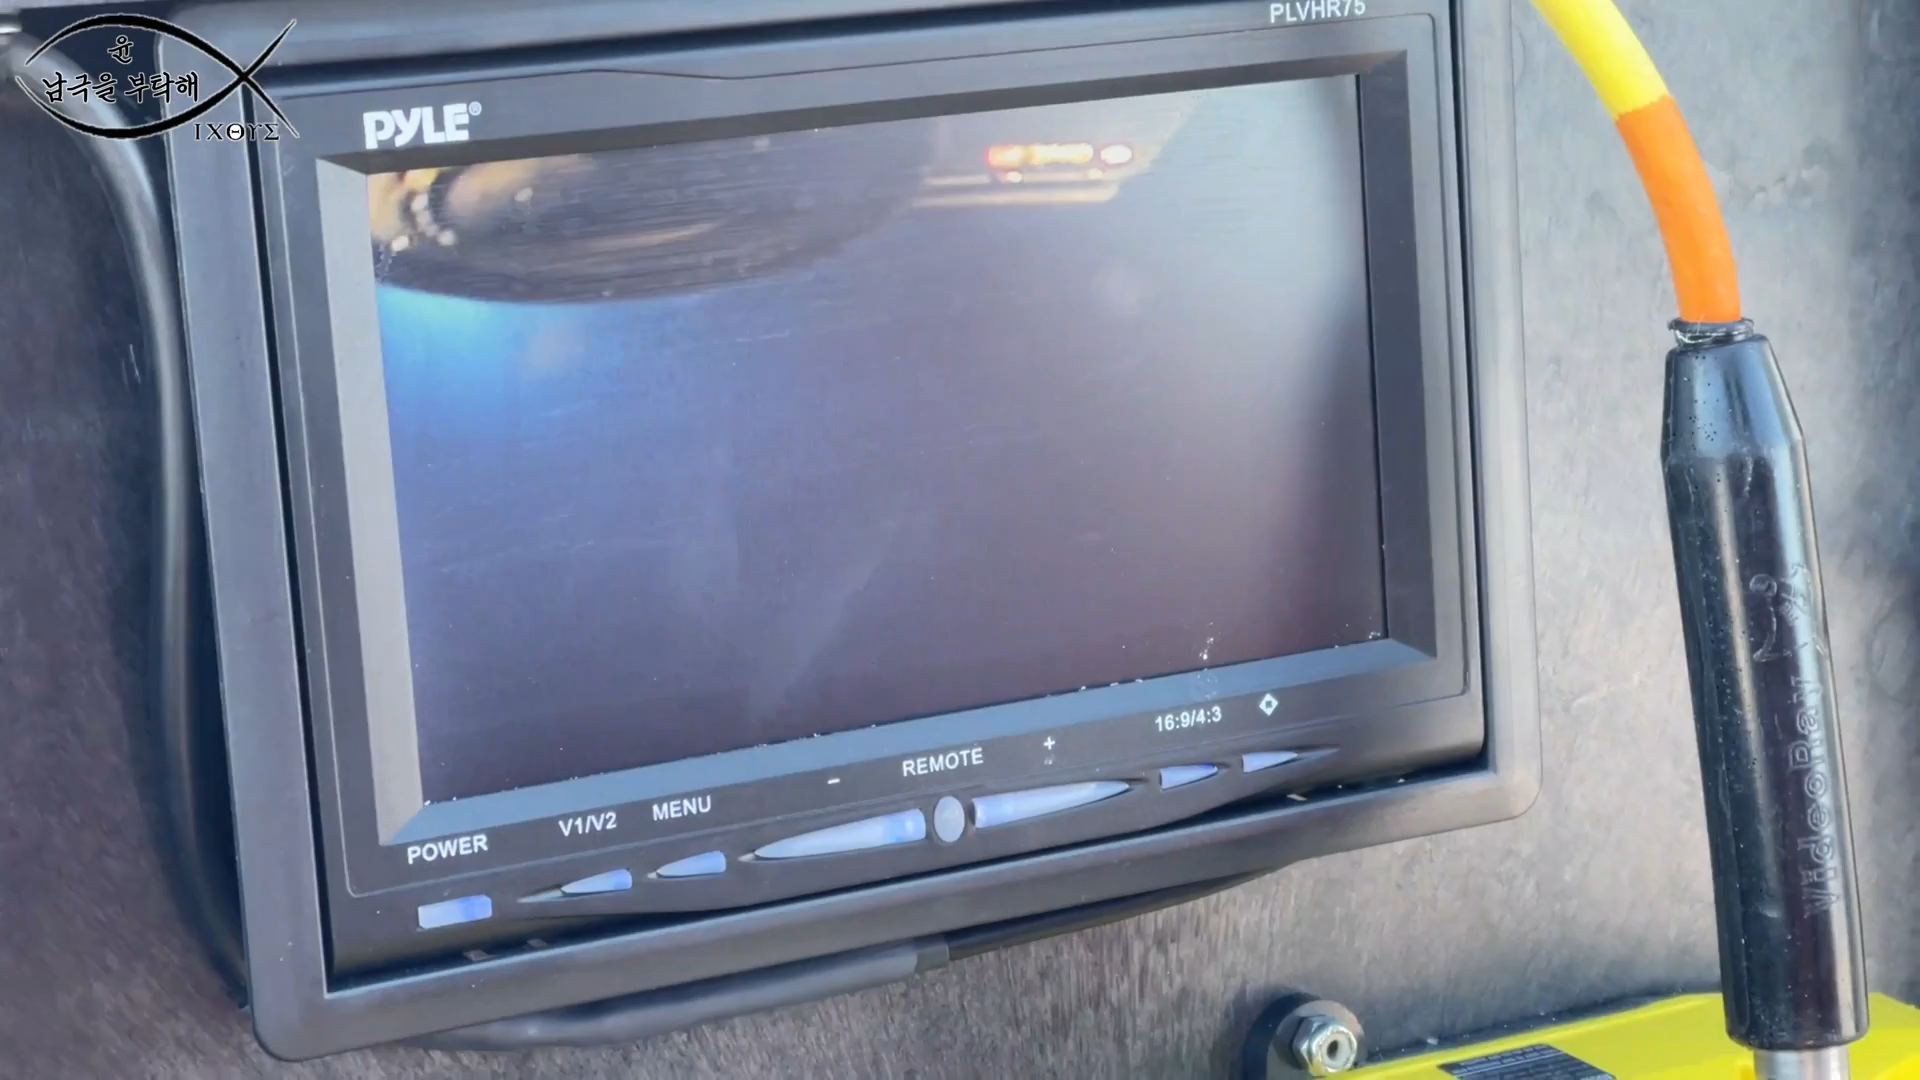 윤
남극을 부탁해
ΙΧΘΥΣ
PLVHR75
PYLE®
16:9/4:3
- REMOTE +
POWER V1/V2 MENU
VideoRay